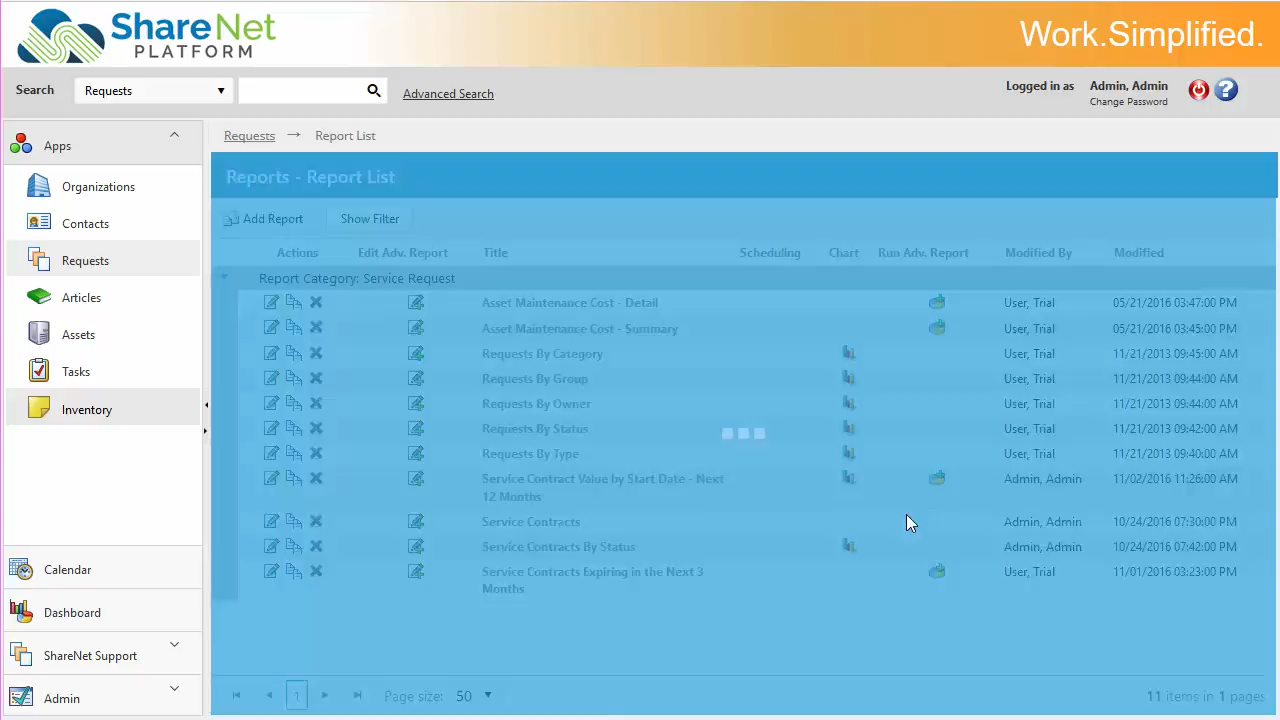 ShareNet
PLATFORM
Work.Simplified.
Search
Requests
Advanced Search
Logged in as
Admin, Admin
Change Password
?
Apps
Organizations
Contacts
Requests
Articles
Assets
Tasks
Inventory
Calendar
Dashboard
ShareNet Support
Admin
Requests → Report List
Reports - Report List
Add Report Show Filter
Actions Edit Adv. Report Title Scheduling Chart Run Adv. Report Modified By Modified
Report Category: Service Request
Asset Maintenance Cost - Detail User, Trial 05/21/2016 03:47:00 PM
Asset Maintenance Cost - Summary User, Trial 05/21/2016 03:45:00 PM
Requests By Category User, Trial 11/21/2013 09:45:00 AM
Requests By Group User, Trial 11/21/2013 09:44:00 AM
Requests By Owner User, Trial 11/21/2013 09:44:00 AM
Requests By Status User, Trial 11/21/2013 09:42:00 AM
Requests By Type User, Trial 11/21/2013 09:40:00 AM
Service Contract Value by Start Date - Next Admin, Admin 11/02/2016 11:26:00 AM
12 Months
Service Contracts Admin, Admin 10/24/2016 07:30:00 PM
Service Contracts By Status Admin, Admin 10/24/2016 07:42:00 PM
Service Contracts Expiring in the Next 3 User, Trial 11/01/2016 03:23:00 PM
Months
1 Page size: 50 11 items in 1 pages